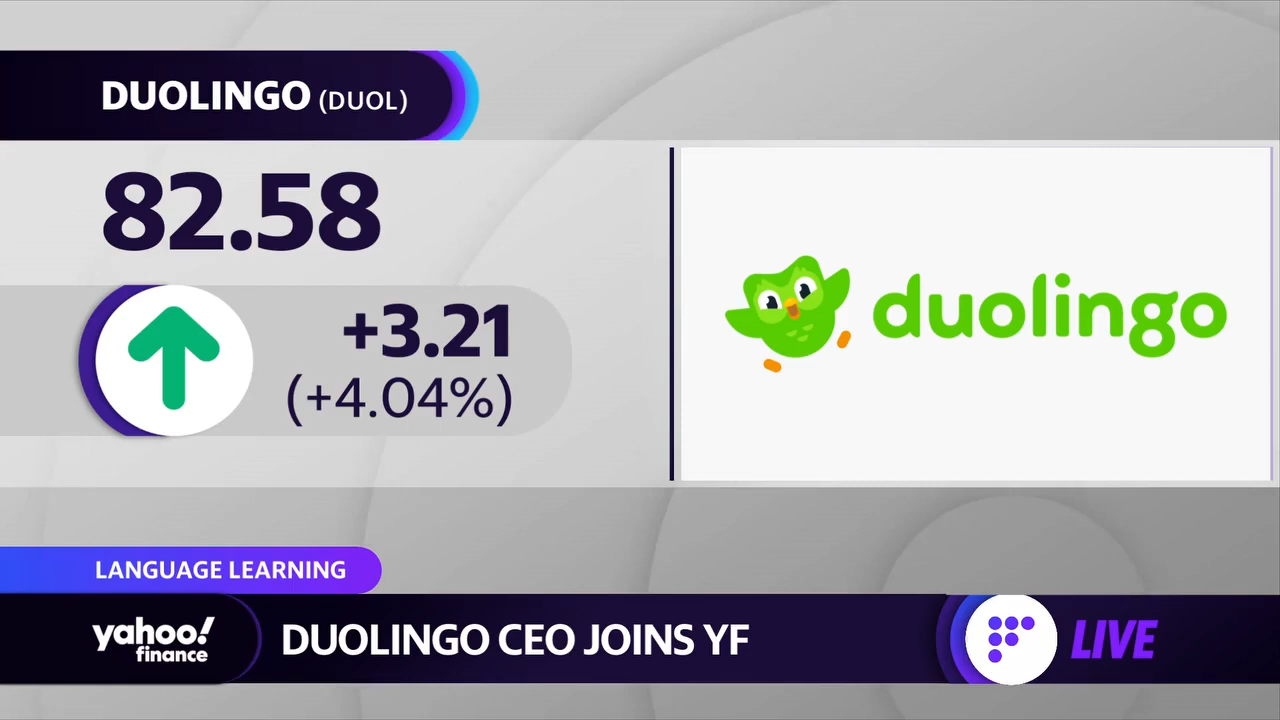 DUOLINGO (DUOL)
82.58
+3.21
(+4.04%)
duolingo
LANGUAGE LEARNING
yahoo!
finance
DUOLINGO CEO JOINS YF
LIVE